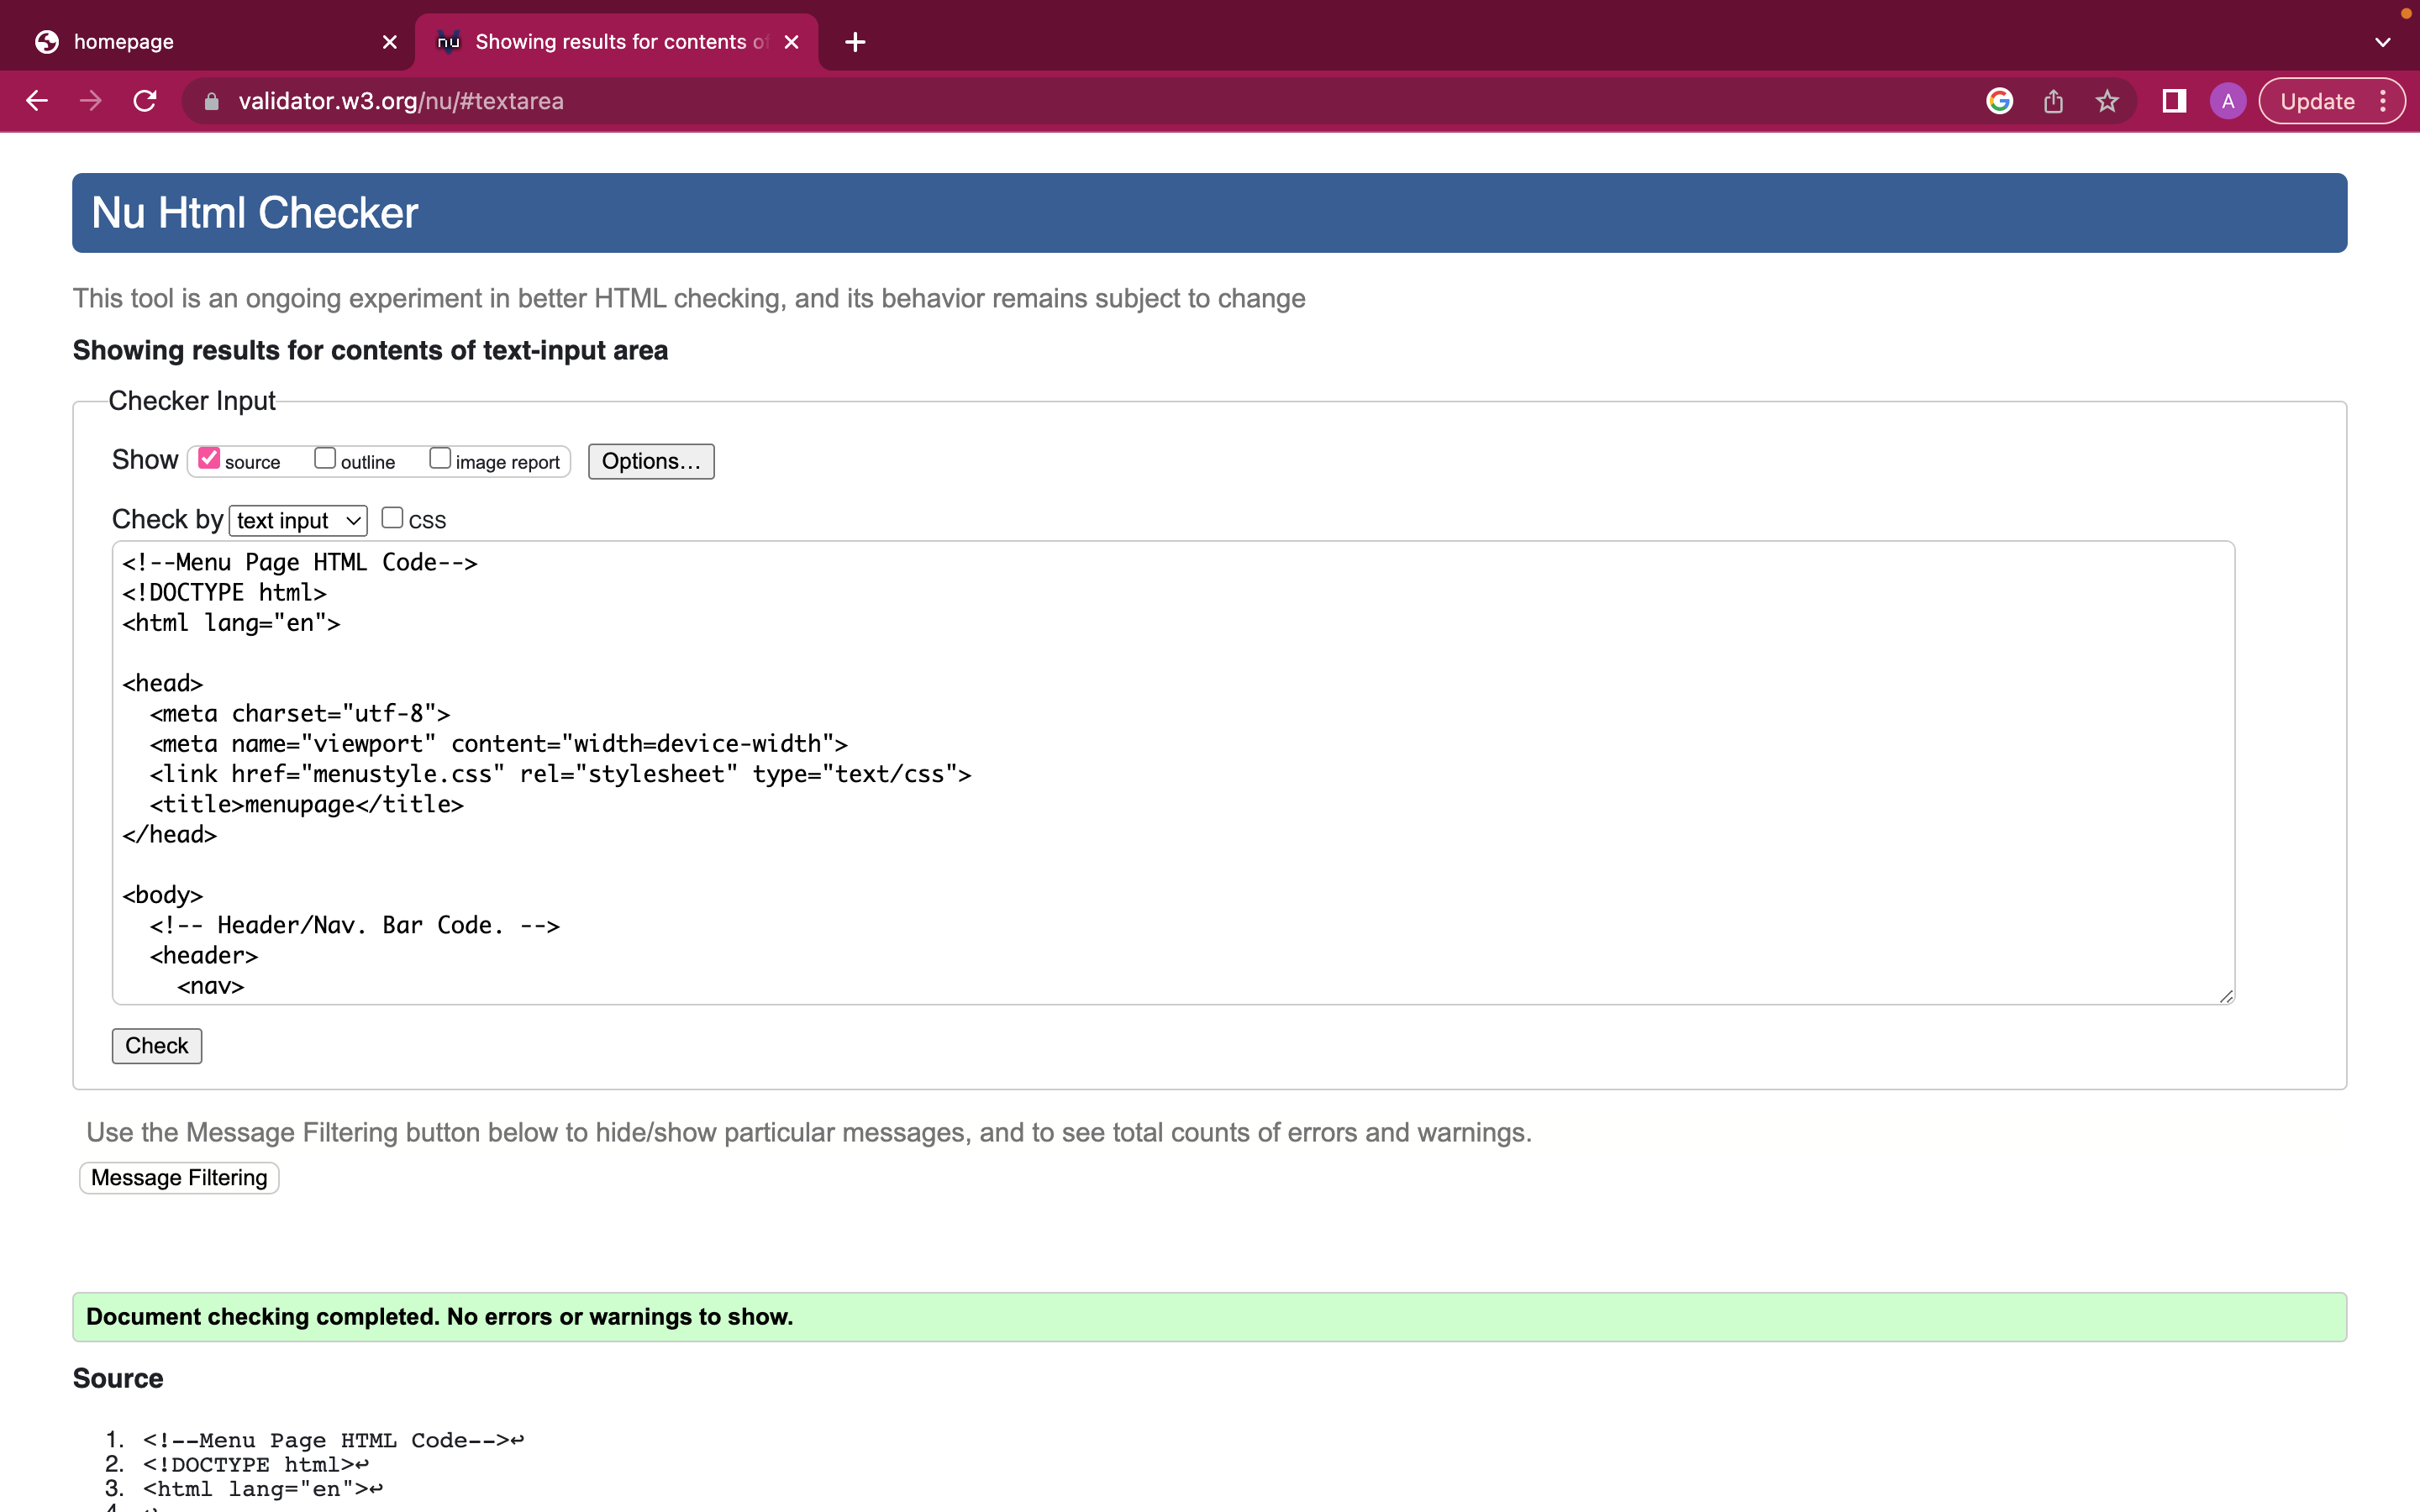 homepage
nu Showing results for contents of
validator.w3.org/nu/#textarea
A
Update
Nu Html Checker
This tool is an ongoing experiment in better HTML checking, and its behavior remains subject to change
Showing results for contents of text-input area
Checker Input
Show source outline image report Options...
Check by text input css
<!--Menu Page HTML Code-->
<!DOCTYPE html>
<html lang="en">
<head>
<meta charset="utf-8">
<meta name="viewport" content="width=device-width">
<link href="menustyle.css" rel="stylesheet" type="text/css">
<title>menupage</title>
</head>
<body>
<!-- Header/Nav. Bar Code. -->
<header>
<nav>
Check
Use the Message Filtering button below to hide/show particular messages, and to see total counts of errors and warnings.
Message Filtering
Document checking completed. No errors or warnings to show.
Source
1. <!--Menu Page HTML Code-->↩
2. <!DOCTYPE html>↩
3. <html lang="en">↩